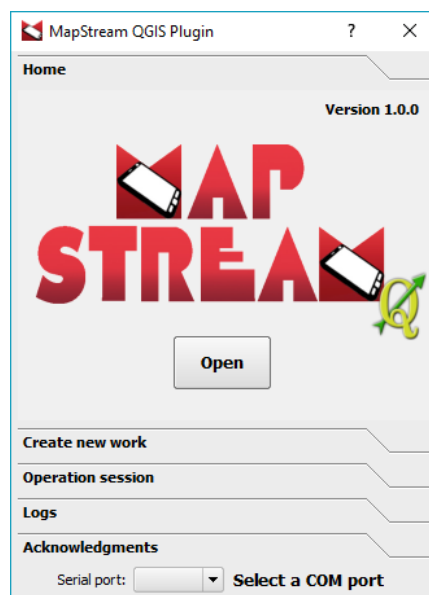 MapStream QGIS Plugin ?
Home
Version 1.0.0
MAP
STREAM
Q
Open
Create new work
Operation session
Logs
Acknowledgments
Serial port: Select a COM port